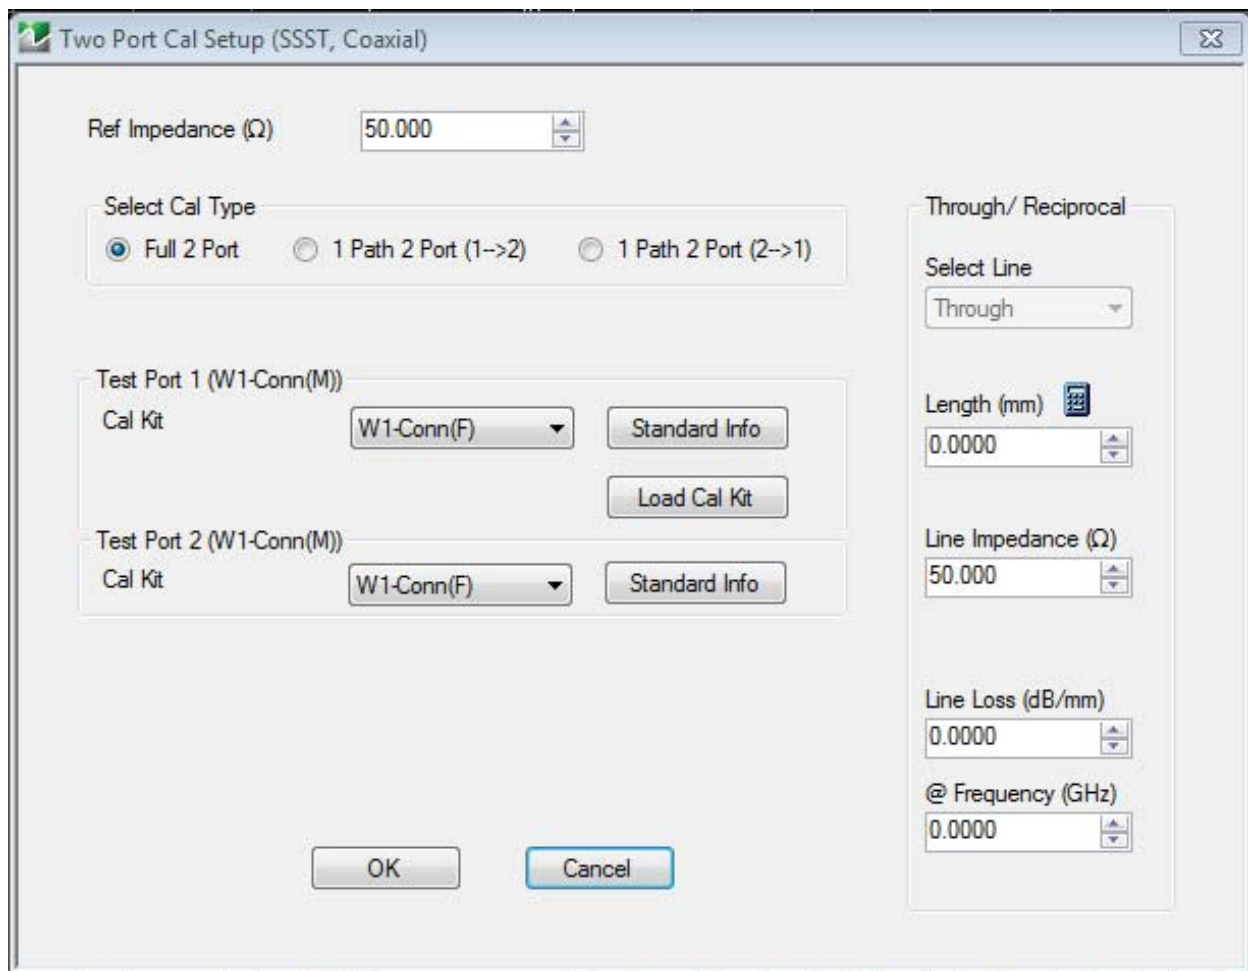 Two Port Cal Setup (SSST, Coaxial)
Ref Impedance (Ω)
50.000
Select Cal Type
Full 2 Port
1 Path 2 Port (1-->2)
1 Path 2 Port (2-->1)
Test Port 1 (W1-Conn(M))
Cal Kit
W1-Conn(F)
Standard Info
Load Cal Kit
Test Port 2 (W1-Conn(M))
Cal Kit
W1-Conn(F)
Standard Info
Through/ Reciprocal
Select Line
Through
Length (mm)
0.0000
Line Impedance (Ω)
50.000
Line Loss (dB/mm)
0.0000
@ Frequency (GHz)
0.0000
OK
Cancel